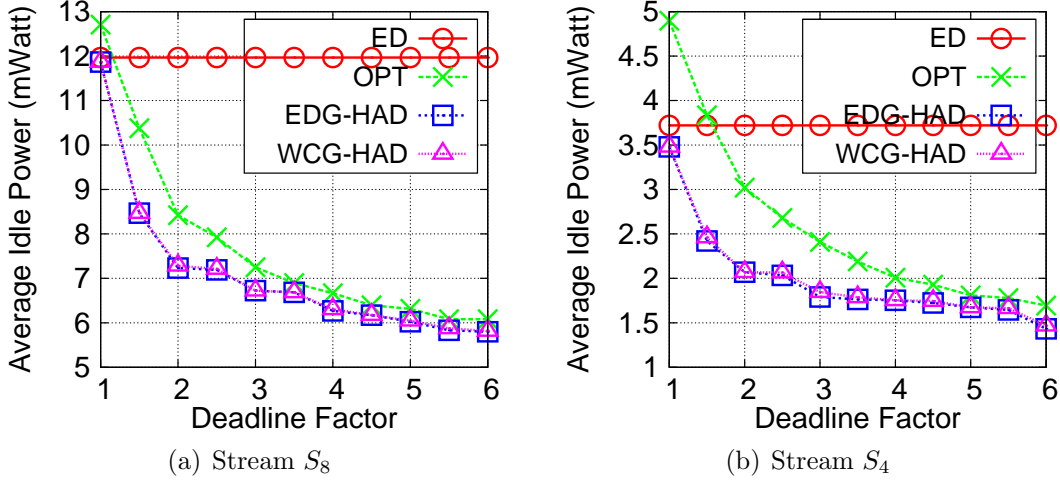 Average Idle Power (mWatt)
13
12
11
10
9
8
7
6
5
1 2 3 4 5 6
Deadline Factor
ED
OPT
EDG-HAD
WCG-HAD
(a) Stream S8
Average Idle Power (mWatt)
5
4.5
4
3.5
3
2.5
2
1.5
1
1 2 3 4 5 6
Deadline Factor
ED
OPT
EDG-HAD
WCG-HAD
(b) Stream S4